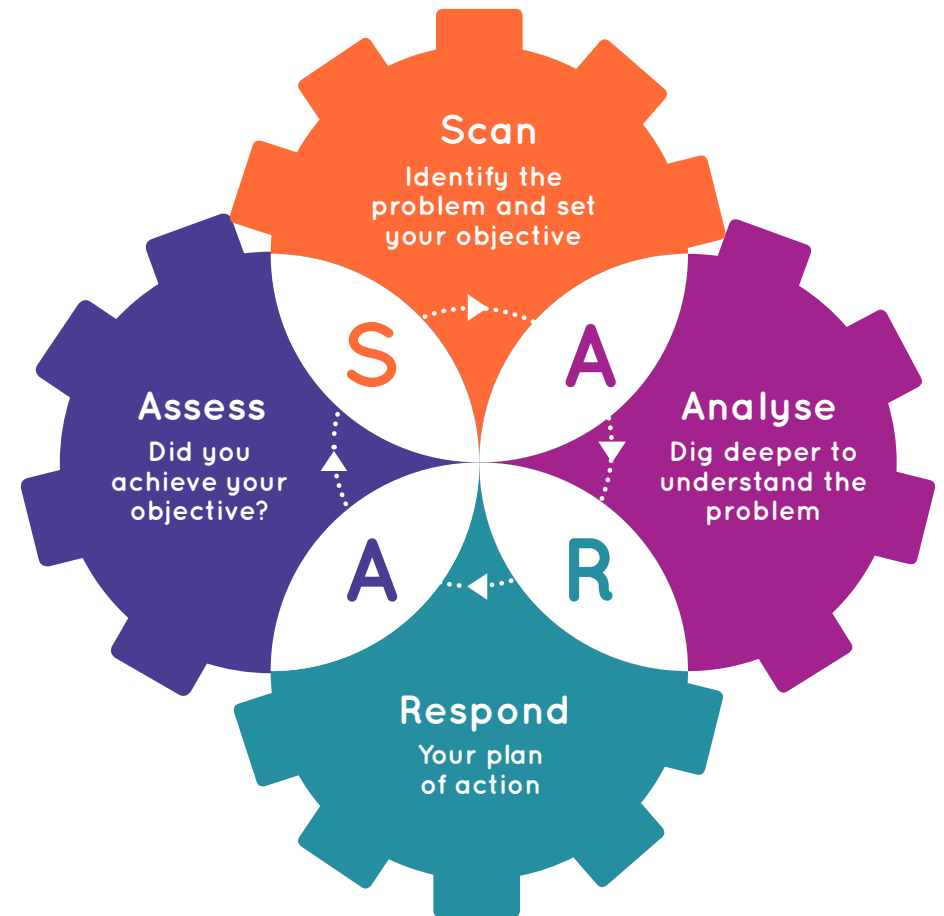 Scan
Identify the
problem and set
your objective
S
A
Analyse
Dig deeper to
understand the
problem
R
Respond
Your plan
of action
A
Assess
Did you
achieve your
objective?